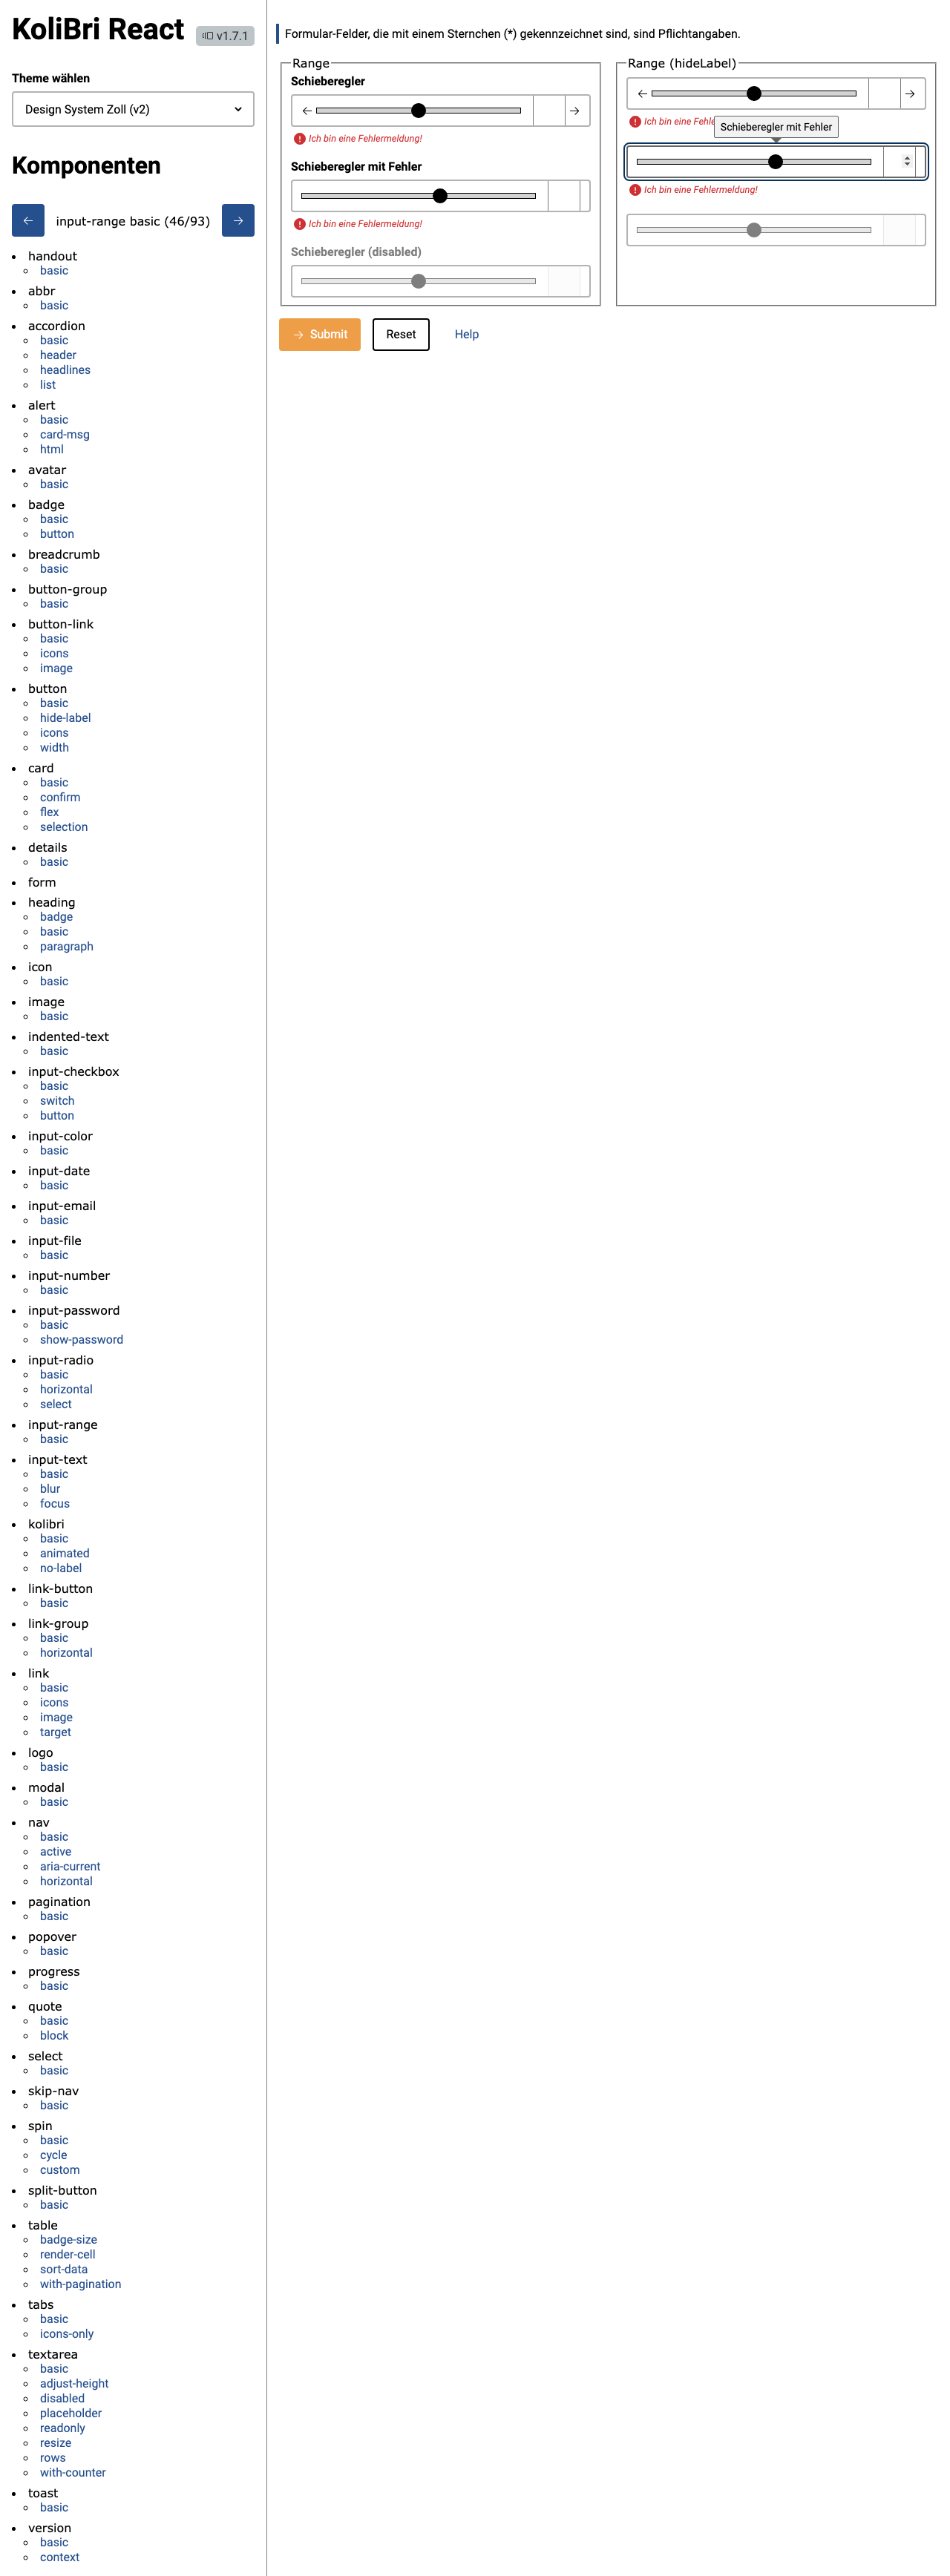 KoliBri React
v1.7.1
Theme wählen
Design System Zoll (v2)
Komponenten
← input-range basic (46/93) →
handout
basic
abbr
basic
accordion
basic
header
headlines
list
alert
basic
card-msg
html
avatar
basic
badge
basic
button
breadcrumb
basic
button-group
basic
button-link
basic
icons
image
button
basic
hide-label
icons
width
card
basic
confirm
flex
selection
details
basic
form
heading
badge
basic
paragraph
icon
basic
image
basic
indented-text
basic
input-checkbox
basic
switch
button
input-color
basic
input-date
basic
input-email
basic
input-file
basic
input-number
basic
input-password
basic
show-password
input-radio
basic
horizontal
select
input-range
basic
input-text
basic
blur
focus
kolibri
basic
animated
no-label
link-button
basic
link-group
basic
horizontal
link
basic
icons
image
target
logo
basic
modal
basic
nav
basic
active
aria-current
horizontal
pagination
basic
popover
basic
progress
basic
quote
basic
block
select
basic
skip-nav
basic
spin
basic
cycle
custom
split-button
basic
table
badge-size
render-cell
sort-data
with-pagination
tabs
basic
icons-only
textarea
basic
adjust-height
disabled
placeholder
readonly
resize
rows
with-counter
toast
basic
version
basic
context
Formular-Felder, die mit einem Sternchen (*) gekennzeichnet sind, sind Pflichtangaben.
Range
Schieberegler
Ich bin eine Fehlermeldung!
Schieberegler mit Fehler
Ich bin eine Fehlermeldung!
Schieberegler (disabled)
Range (hideLabel)
Ich bin eine Fehle
Schieberegler mit Fehler
Ich bin eine Fehlermeldung!
→ Submit
Reset
Help